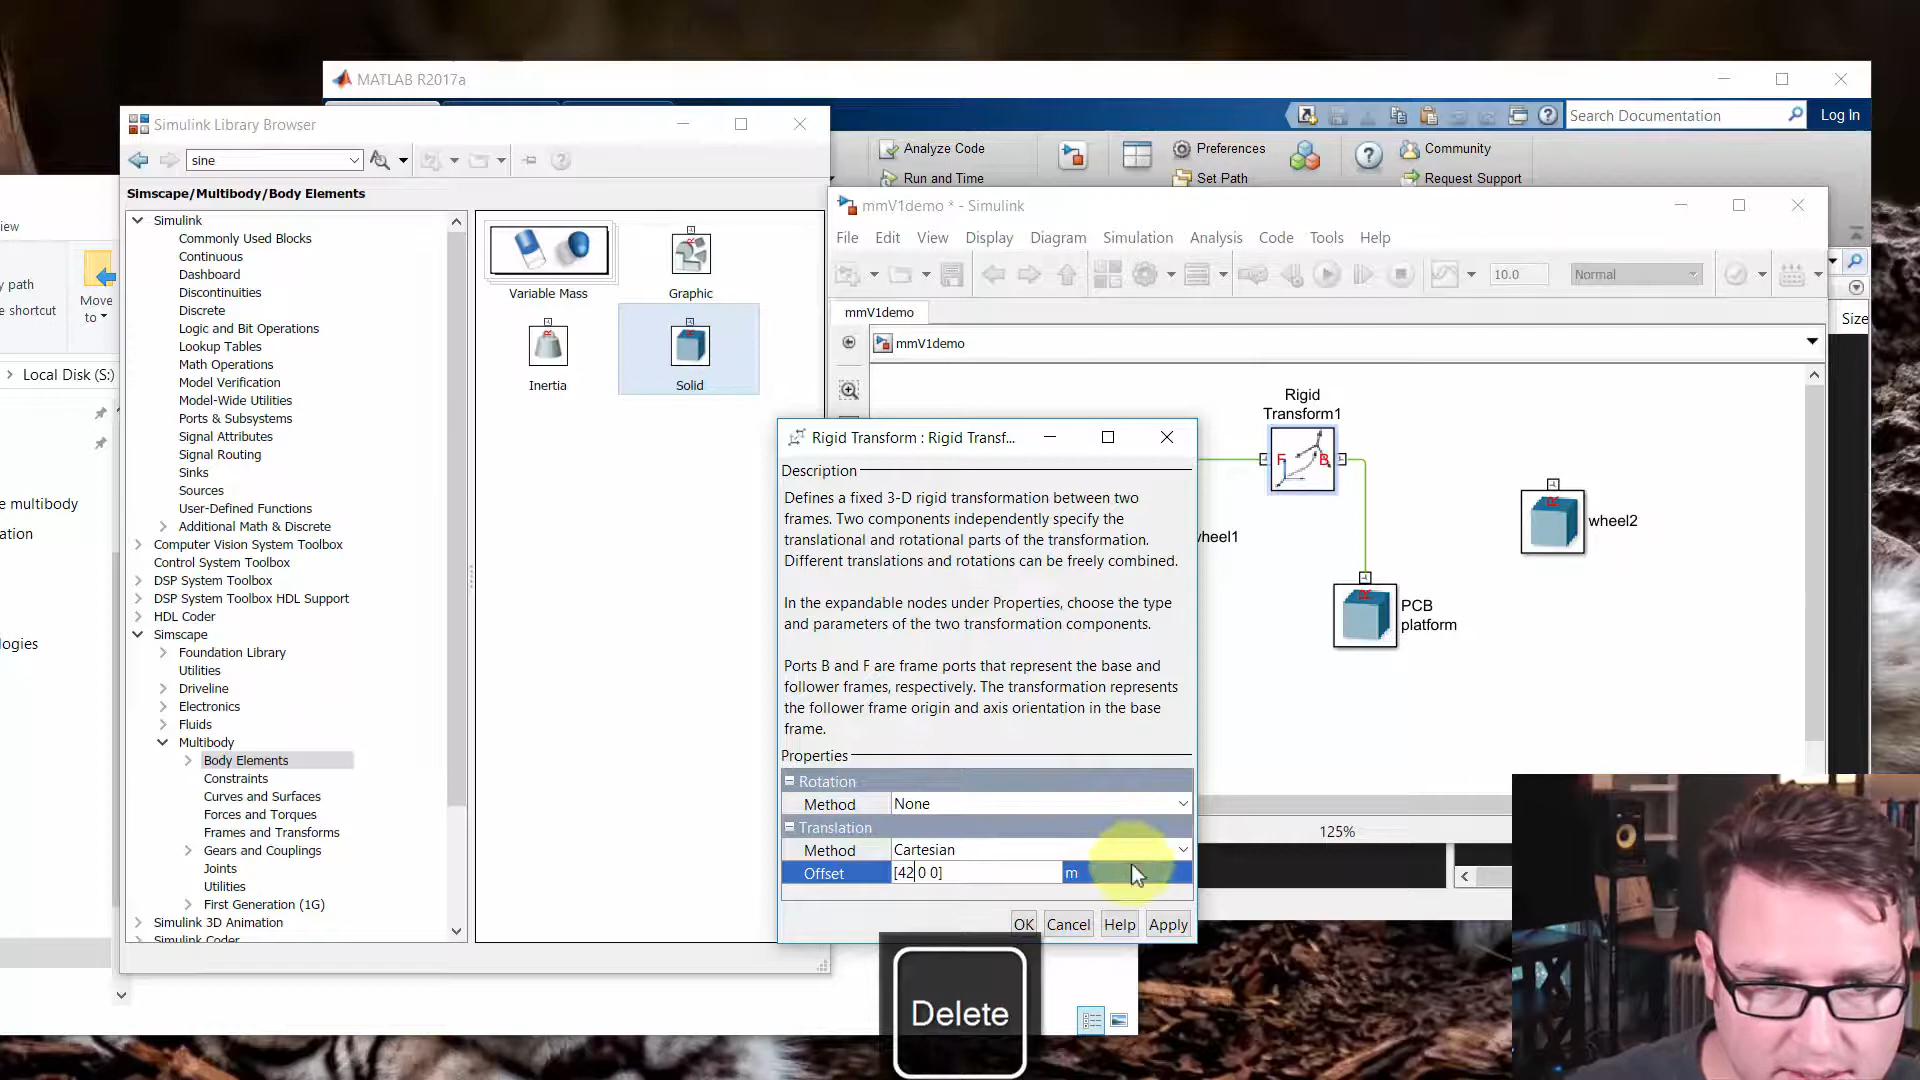 MATLAB R2017a
Simulink Library Browser
Search Documentation
Log In
Analyze Code
Preferences
Community
sine
Run and Time
Set Path
Request Support
Simscape/Multibody/Body Elements
mmV1demo * - Simulink
File Edit View Display Diagram Simulation Analysis Code Tools Help
10.0
Normal
mmV1demo
mmV1demo
Size
Simulink
Commonly Used Blocks
Continuous
Dashboard
Discontinuities
Discrete
Logic and Bit Operations
Lookup Tables
Math Operations
Model Verification
Model-Wide Utilities
Ports & Subsystems
Signal Attributes
Signal Routing
Sinks
Sources
User-Defined Functions
Additional Math & Discrete
Computer Vision System Toolbox
Control System Toolbox
DSP System Toolbox
DSP System Toolbox HDL Support
HDL Coder
Simscape
Foundation Library
Utilities
Driveline
Electronics
Fluids
Multibody
Body Elements
Constraints
Curves and Surfaces
Forces and Torques
Frames and Transforms
Gears and Couplings
Joints
Utilities
First Generation (1G)
Simulink 3D Animation
Simulink Coder
Variable Mass
Graphic
Inertia
Solid
iew
y path
e shortcut
Move
to
Local Disk (S:)
e multibody
ation
ologies
Rigid
Transform1
F B
R
wheel2
wheel1
R
PCB
platform
125%
Rigid Transform : Rigid Transf...
Description
Defines a fixed 3-D rigid transformation between two
frames. Two components independently specify the
translational and rotational parts of the transformation.
Different translations and rotations can be freely combined.
In the expandable nodes under Properties, choose the type
and parameters of the two transformation components.
Ports B and F are frame ports that represent the base and
follower frames, respectively. The transformation represents
the follower frame origin and axis orientation in the base
frame.
Properties
Rotation
Method None
Translation
Method Cartesian
Offset [42 0 0] m
OK Cancel Help Apply
Delete